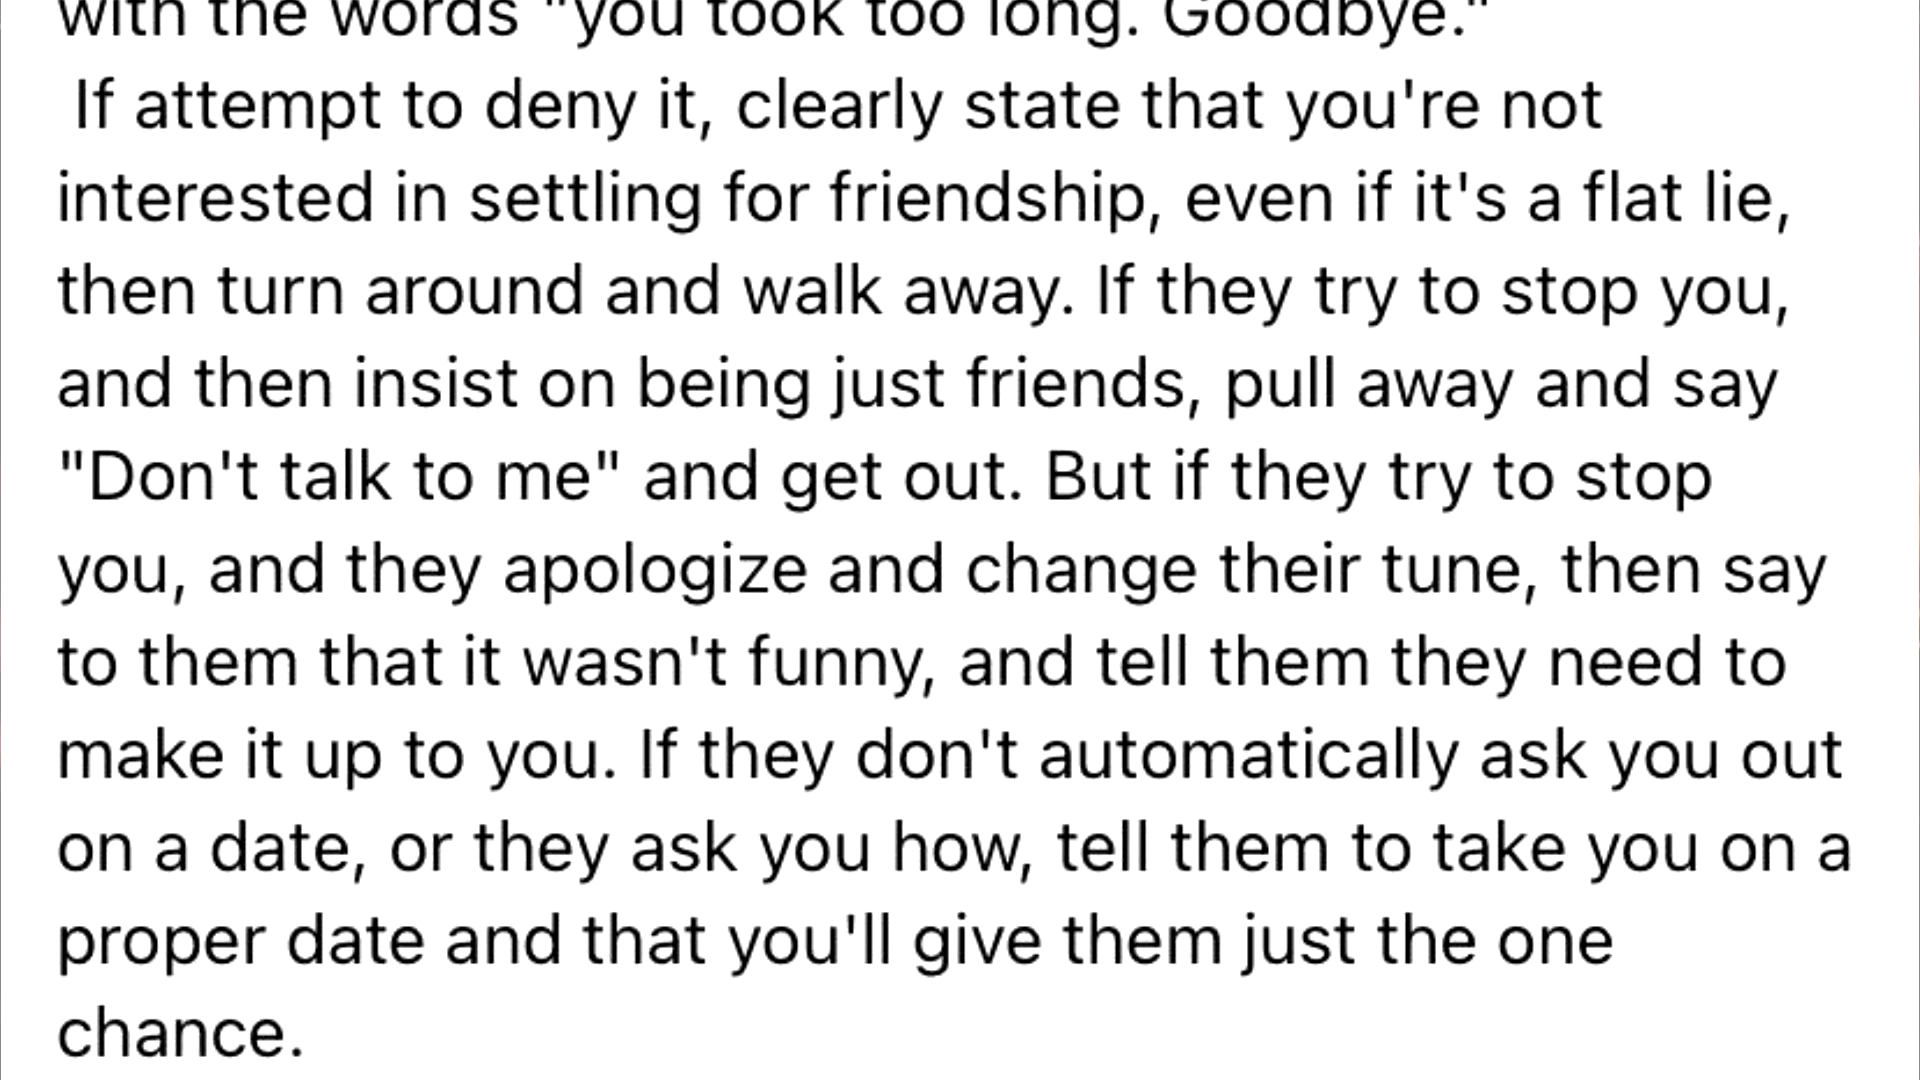 with the words "you took too long. Goodbye."
If attempt to deny it, clearly state that you're not
interested in settling for friendship, even if it's a flat lie,
then turn around and walk away. If they try to stop you,
and then insist on being just friends, pull away and say
"Don't talk to me" and get out. But if they try to stop
you, and they apologize and change their tune, then say
to them that it wasn't funny, and tell them they need to
make it up to you. If they don't automatically ask you out
on a date, or they ask you how, tell them to take you on a
proper date and that you'll give them just the one
chance.